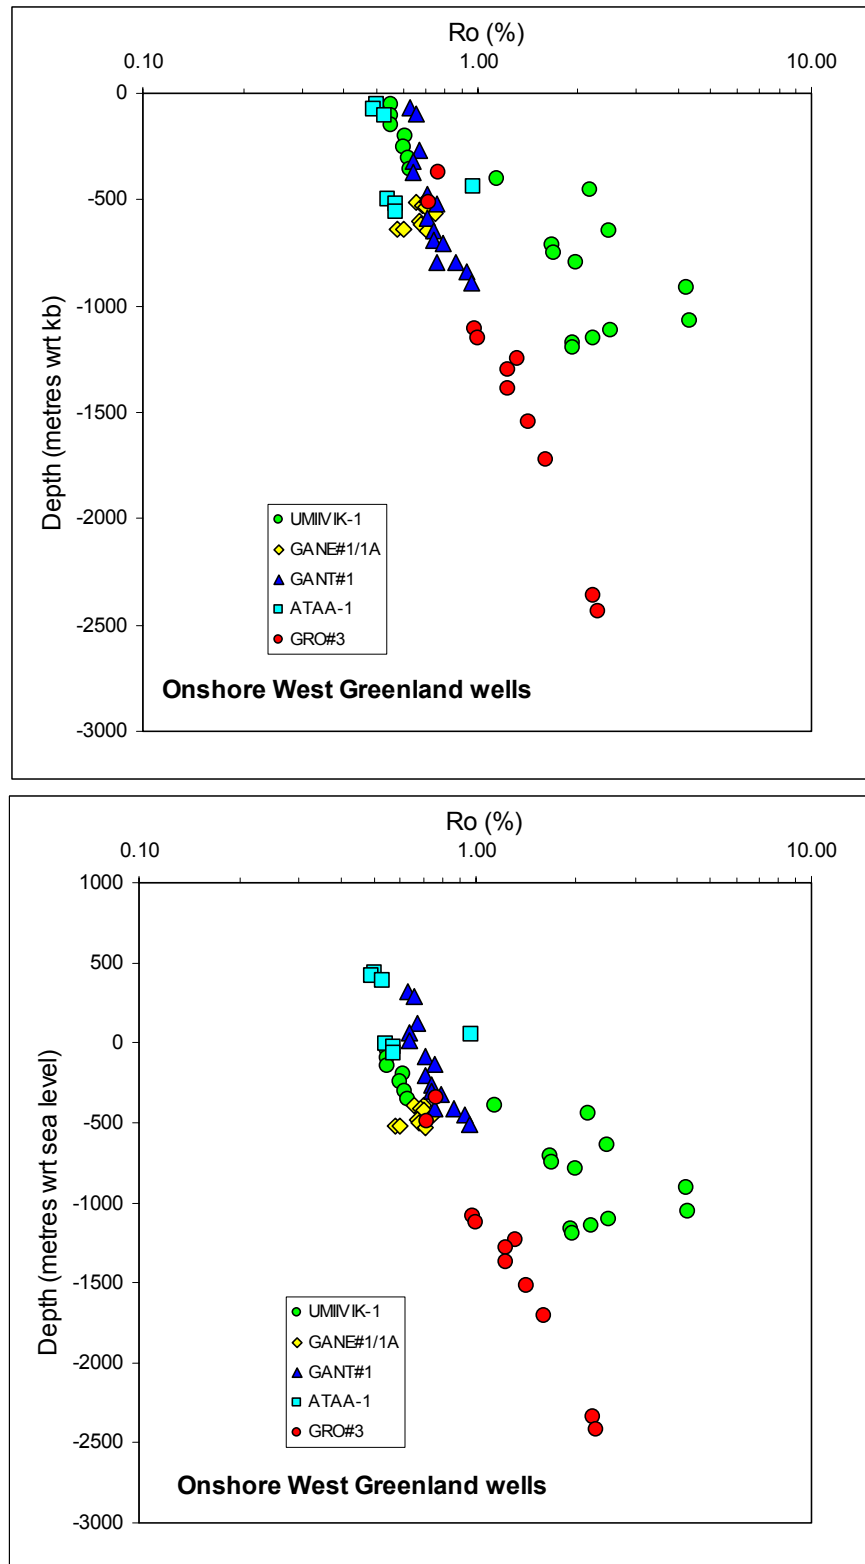 Ro (%)
0.10 1.00 10.00
0
-500
-1000
-1500
-2000
-2500
-3000
Depth (metres wrt kb)
UMIIVIK-1
GANE#1/1A
GANT#1
ATAA-1
GRO#3
Onshore West Greenland wells
Ro (%)
0.10 1.00 10.00
1000
500
0
-500
-1000
-1500
-2000
-2500
-3000
Depth (metres wrt sea level)
UMIIVIK-1
GANE#1/1A
GANT#1
ATAA-1
GRO#3
Onshore West Greenland wells